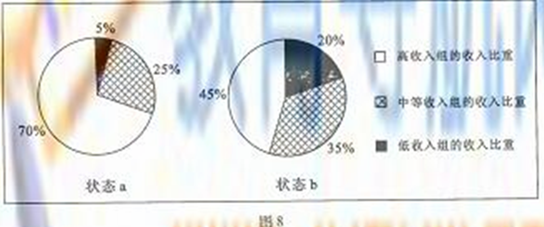 5%
25%
70%
状态a
20%
45%
35%
状态b
高收入组的收入比重
中等收入组的收入比重
低收入组的收入比重
图8